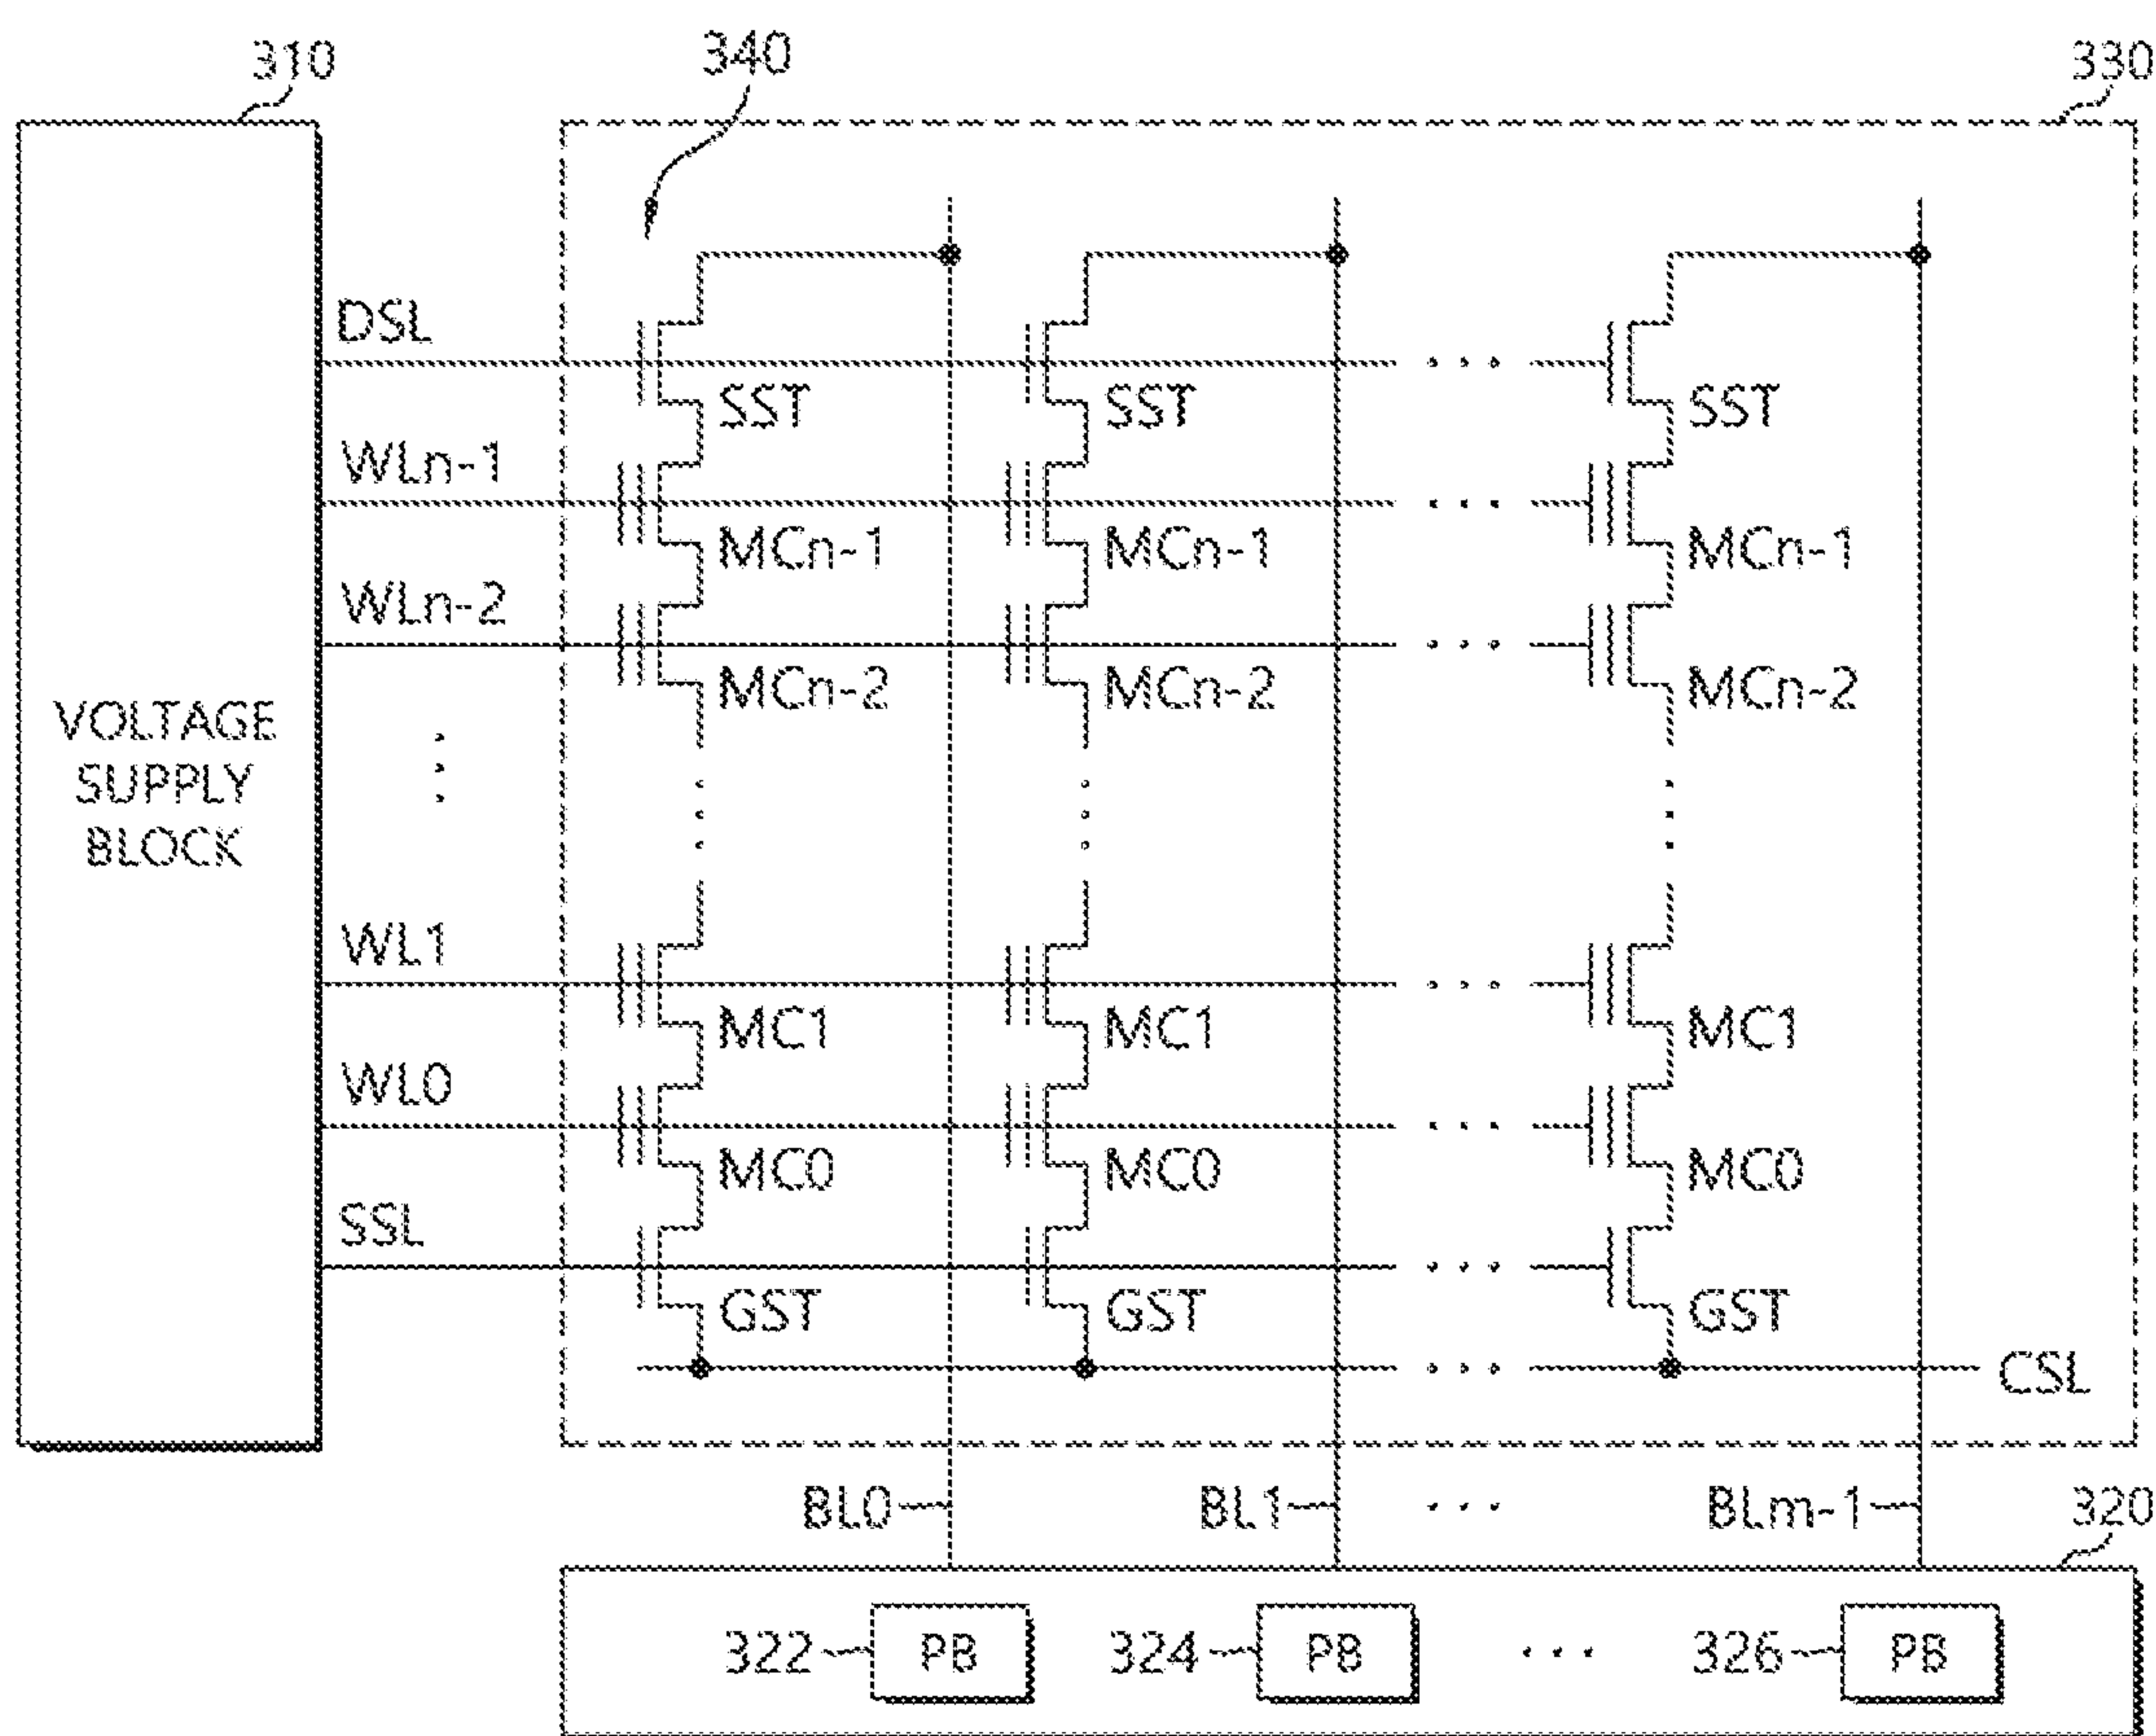 310
340
330
DSL
SST SST ... SST
WLn-1
MCn-1 MCn-1 ... MCn-1
WLn-2
MCn-2 MCn-2 ... MCn-2
VOLTAGE
SUPPLY
BLOCK
WL1
MC1 MC1 ... MC1
WL0
MC0 MC0 ... MC0
SSL
GST GST ... GST
CSL
BL0 BL1 ... BLm-1
320
322 PB 324 PB ... 326 PB